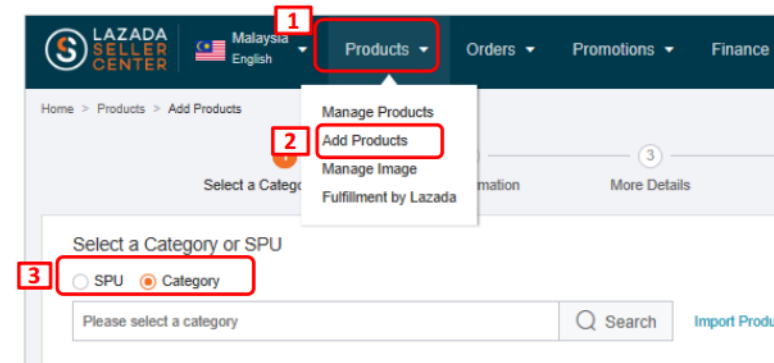 1
LAZADA
SELLER
CENTER
Malaysia
English
Products
Orders
Promotions
Finance
Home > Products > Add Products
Manage Products
2
Add Products
Manage Image
Fulfillment by Lazada
3
Select a Catego
mation
More Details
Select a Category or SPU
3
SPU
Category
Please select a category
Search
Import Produ